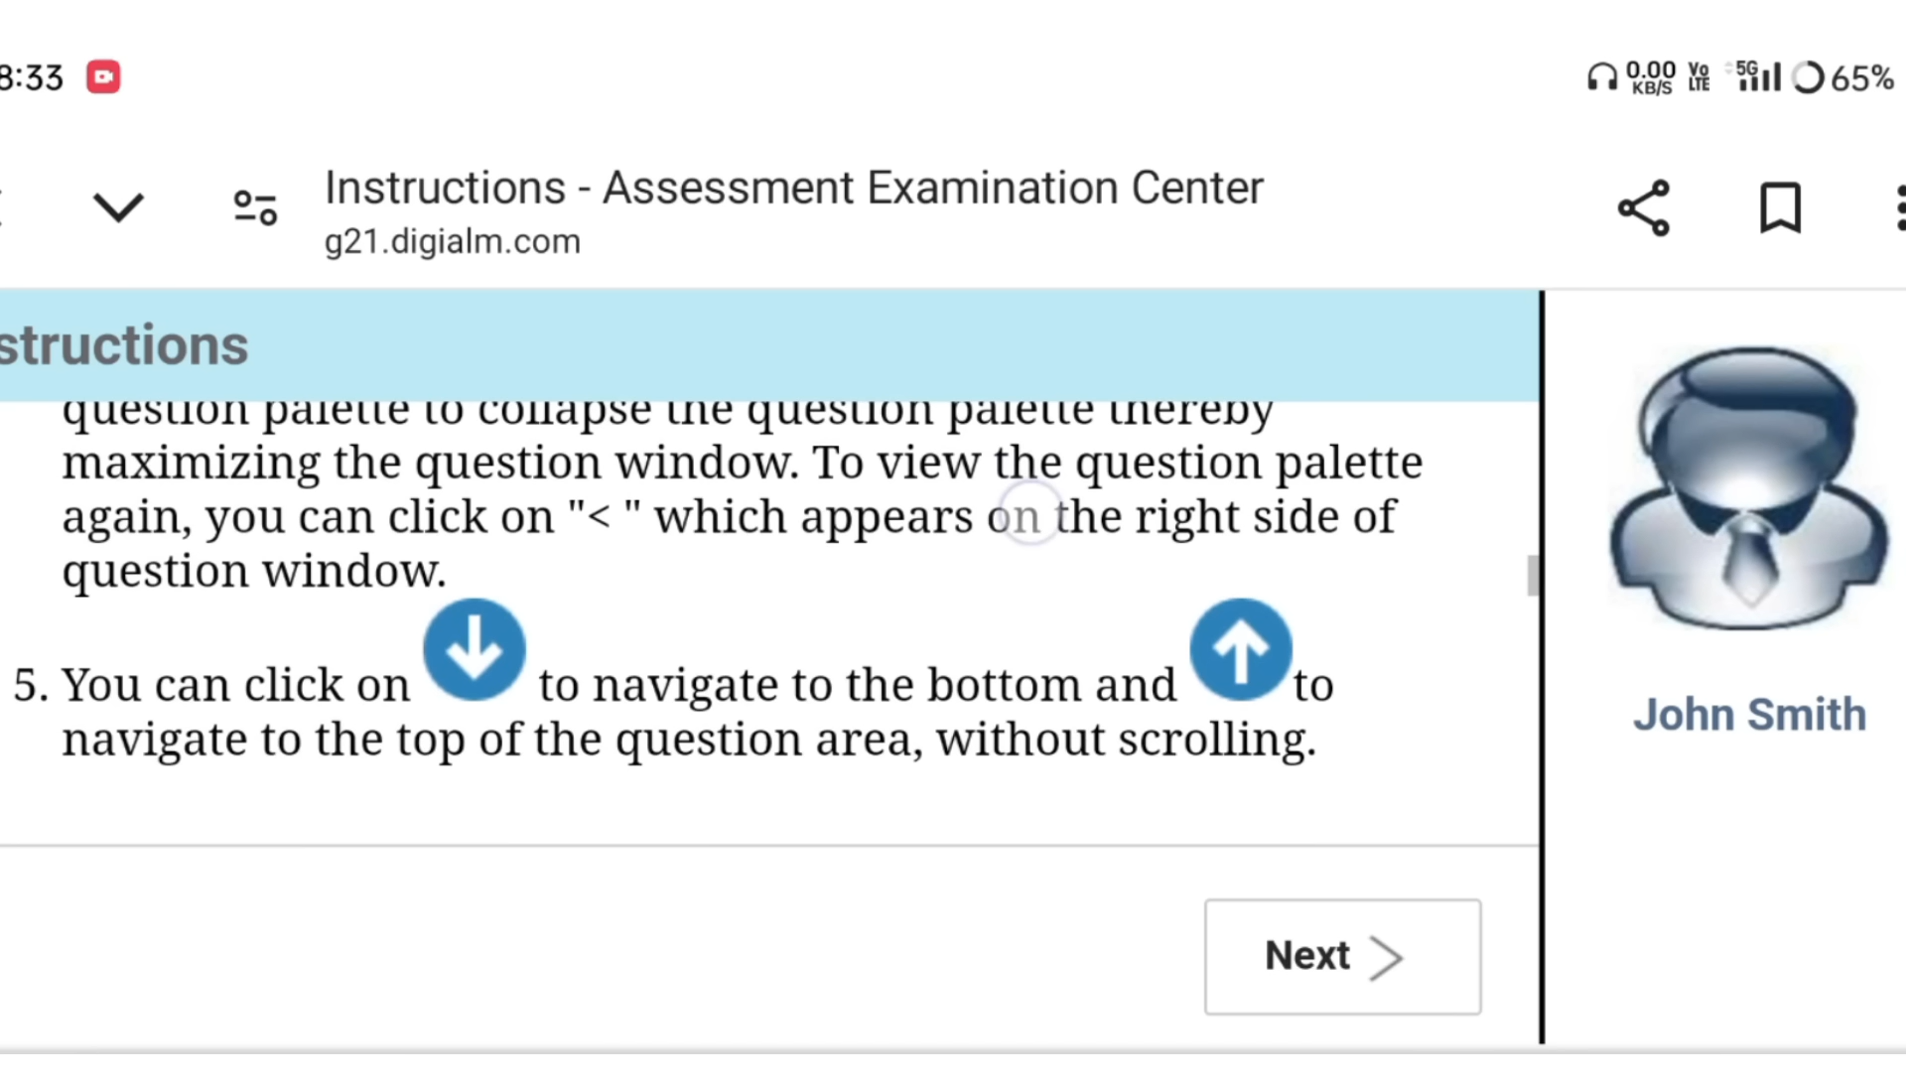 8:33
0.00 KB/S Vo LTE 5G 65%
Instructions - Assessment Examination Center
g21.digialm.com
structions
question palette to collapse the question palette thereby
maximizing the question window. To view the question palette
again, you can click on "< " which appears on the right side of
question window.
5. You can click on to navigate to the bottom and to
navigate to the top of the question area, without scrolling.
John Smith
Next >